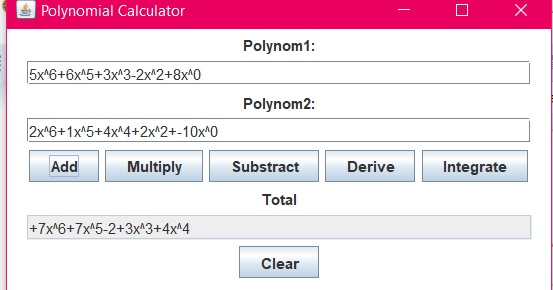 Polynomial Calculator
Polynom1:
5x^6+6x^5+3x^3-2x^2+8x^0
Polynom2:
2x^6+1x^5+4x^4+2x^2+-10x^0
Add Multiply Substract Derive Integrate
Total
+7x^6+7x^5-2+3x^3+4x^4
Clear